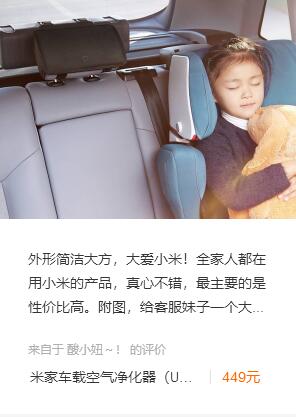 外形简洁大方，大爱小米！全家人都在
用小米的产品，真心不错，最主要的是
性价比高。附图，给客服妹子一个大...
来自于 酸小妞～！ 的评价
米家车载空气净化器（U... 449元